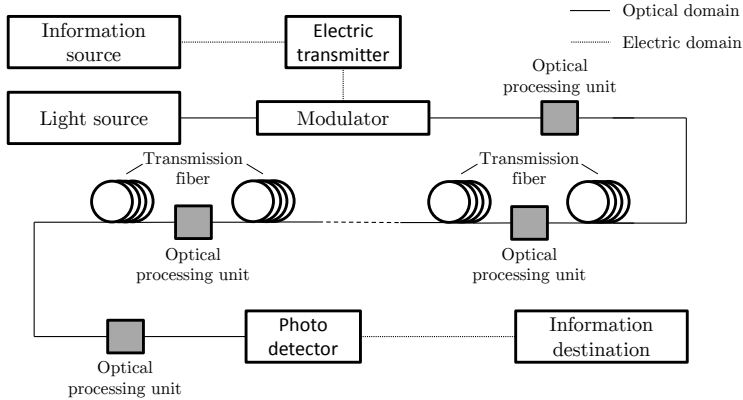 Information
source
Electric
transmitter
Optical domain
Electric domain
Light source
Modulator
Optical
processing unit
Transmission
fiber
Transmission
fiber
Optical
processing unit
Optical
processing unit
Photo
detector
Information
destination
Optical
processing unit